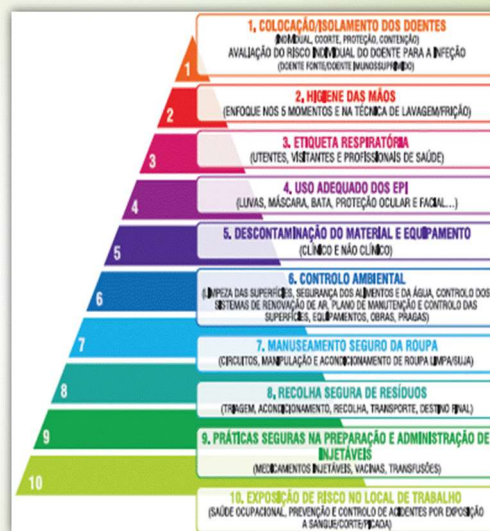 1. COLOCAÇÃO/ISOLAMENTO DOS DOENTES
(INDIVIDUAL, COORTE, PROTEÇÃO, CONTENÇÃO)
AVALIAÇÃO DO RISCO INDIVIDUAL DO DOENTE PARA A INFEÇÃO
(DOENTE FONTE/DOENTE IMUNOSSUPRIMIDO)
1
2. HIGIENE DAS MÃOS
(ENFOQUE NOS 5 MOMENTOS E NA TÉCNICA DE LAVAGEM/FRIÇÃO)
2
3. ETIQUETA RESPIRATÓRIA
(UTENTES, VISITANTES E PROFISSIONAIS DE SAÚDE)
3
4. USO ADEQUADO DOS EPI
(LUVAS, MÁSCARA, BATA, PROTEÇÃO OCULAR E FACIAL...)
4
5. DESCONTAMINAÇÃO DO MATERIAL E EQUIPAMENTO
(CLÍNICO E NÃO CLÍNICO)
5
6. CONTROLO AMBIENTAL
(LIMPEZA DAS SUPERFÍCIES, SEGURANÇA DOS ALIMENTOS E DA ÁGUA, CONTROLO DOS
SISTEMAS DE RENOVAÇÃO DE AR, PLANO DE MANUTENÇÃO E CONTROLO DAS
SUPERFÍCIES, EQUIPAMENTOS, OBRAS, PRAGAS)
6
7. MANUSEAMENTO SEGURO DA ROUPA
(CIRCUITOS, MANIPULAÇÃO E ACONDICIONAMENTO DE ROUPA LIMPA/SUJA)
7
8. RECOLHA SEGURA DE RESÍDUOS
(TRIAGEM, ACONDICIONAMENTO, RECOLHA, TRANSPORTE, DESTINO FINAL)
8
9. PRÁTICAS SEGURAS NA PREPARAÇÃO E ADMINISTRAÇÃO DE
INJETÁVEIS
(MEDICAMENTOS INJETÁVEIS, VACINAS, TRANSFUSÕES)
9
10. EXPOSIÇÃO DE RISCO NO LOCAL DE TRABALHO
(SAÚDE OCUPACIONAL, PREVENÇÃO E CONTROLO DE ACIDENTES POR EXPOSIÇÃO
A SANGUE/CORTE/PICADA)
10